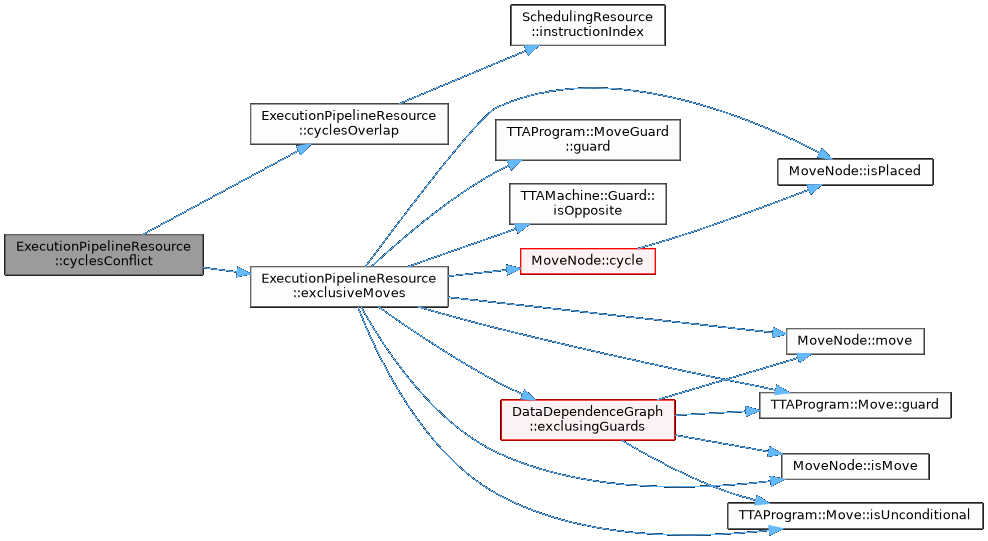 SchedulingResource
::instructionIndex
ExecutionPipelineResource
::cyclesOverlap
TTAProgram::MoveGuard
::guard
MoveNode::isPlaced
TTAMachine::Guard::
isOpposite
ExecutionPipelineResource
::cyclesConflict
MoveNode::cycle
ExecutionPipelineResource
::exclusiveMoves
MoveNode::move
TTAProgram::Move::guard
DataDependenceGraph
::exclusingGuards
MoveNode::isMove
TTAProgram::Move::isUnconditional